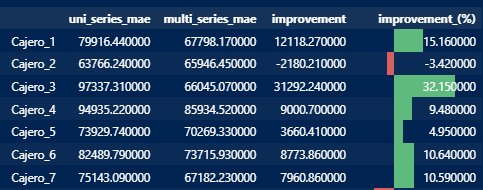 uni_series_mae multi_series_mae improvement improvement_(%)
Cajero_1 79916.440000 67798.170000 12118.270000 15.160000
Cajero_2 63766.240000 65946.450000 -2180.210000 -3.420000
Cajero_3 97337.310000 66045.070000 31292.240000 32.150000
Cajero_4 94935.220000 85934.520000 9000.700000 9.480000
Cajero_5 73929.740000 70269.330000 3660.410000 4.950000
Cajero_6 82489.790000 73715.930000 8773.860000 10.640000
Cajero_7 75143.090000 67182.230000 7960.860000 10.590000